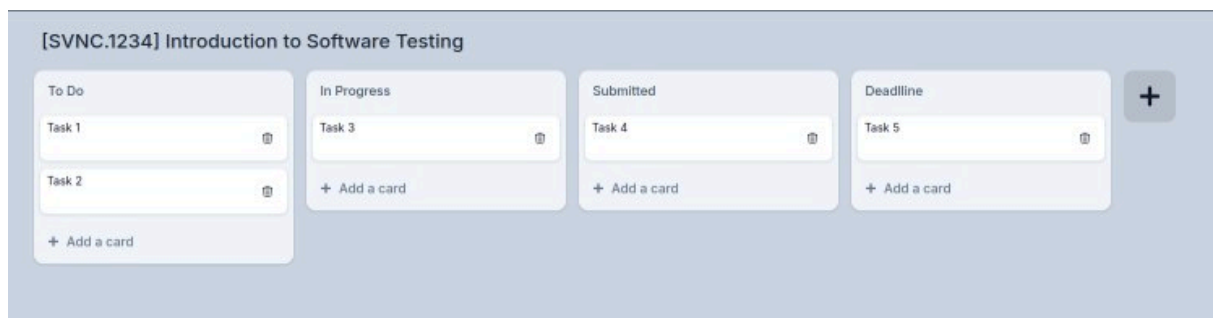 [SVNC.1234] Introduction to Software Testing
To Do
Task 1
Task 2
+ Add a card
In Progress
Task 3
+ Add a card
Submitted
Task 4
+ Add a card
Deadlline
Task 5
+ Add a card
+